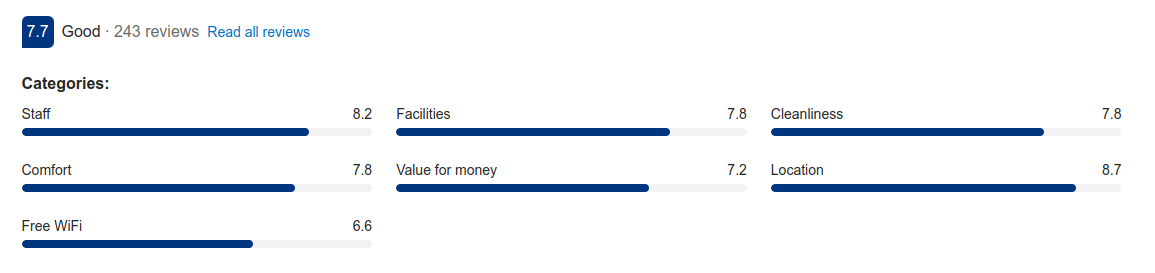 7.7 Good · 243 reviews Read all reviews
Categories:
Staff 8.2 Facilities 7.8 Cleanliness 7.8
Comfort 7.8 Value for money 7.2 Location 8.7
Free WiFi 6.6